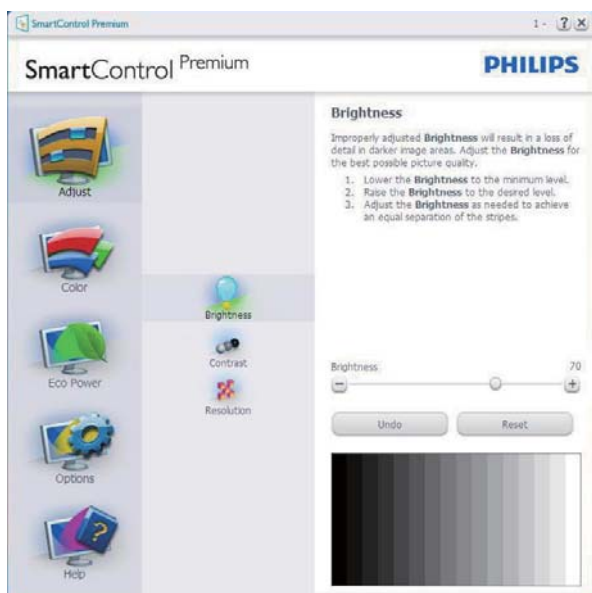 SmartControl Premium
1 - ? X
SmartControl Premium
PHILIPS
Adjust
Color
Eco Power
Options
Help
Brightness
Contrast
Resolution
Brightness
Improperly adjusted Brightness will result in a loss of
detail in darker image areas. Adjust the Brightness for
the best possible picture quality.
1. Lower the Brightness to the minimum level.
2. Raise the Brightness to the desired level.
3. Adjust the Brightness as needed to achieve
an equal separation of the stripes.
Brightness 70
Undo Reset